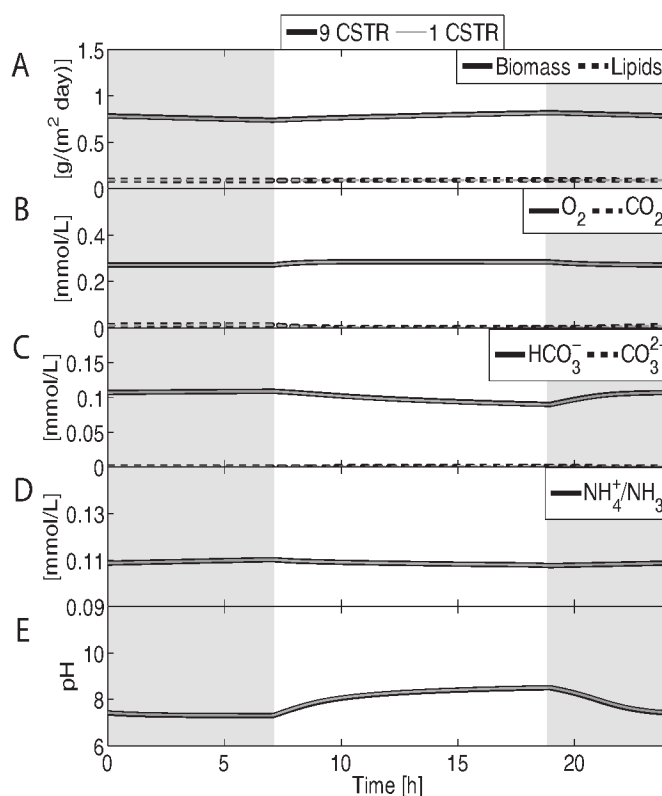 9 CSTR 1 CSTR
A
1.5
1
0.5
0
[g/(m² day)]
Biomass Lipids
B
0.4
0.2
0
[mmol/L]
O₂ CO₂
C
0.15
0.1
0.05
0
[mmol/L]
HCO₃⁻ CO₃²⁻
D
0.13
0.11
0.09
[mmol/L]
NH₄⁺/NH₃
E
10
8
6
pH
0 5 10 15 20
Time [h]